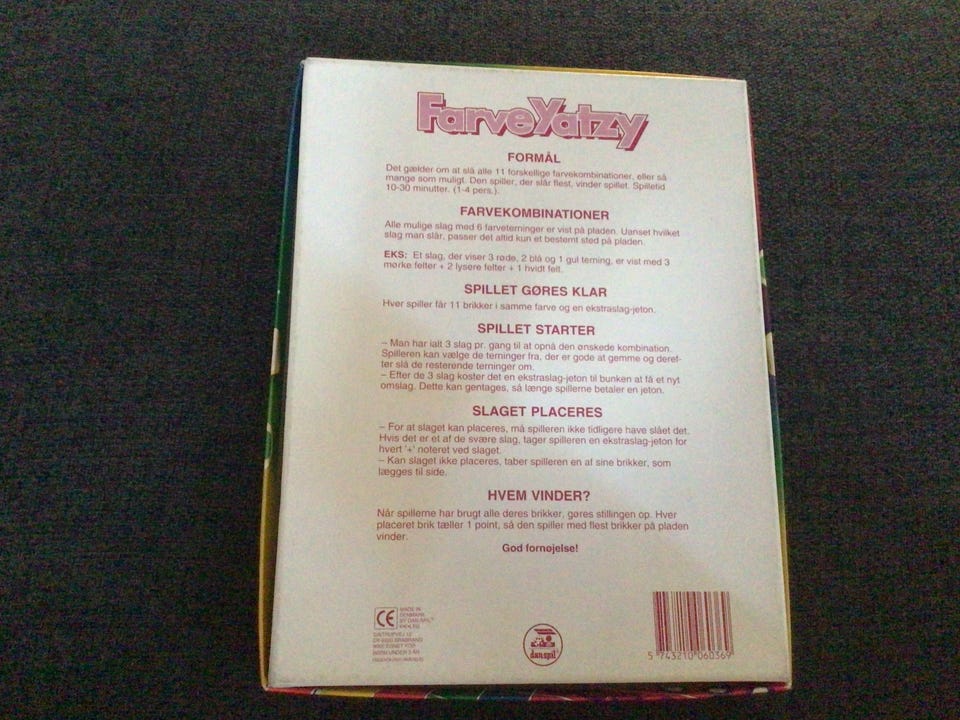 FarveYatzy
FORMÅL
Det gælder om at slå alle 11 forskellige farvekombinationer, eller så
mange som muligt. Den spiller, der slår flest, vinder spillet. Spilletid
10-30 minutter. (1-4 pers.).
FARVEKOMBINATIONER
Alle mulige slag med 6 farveterninger er vist på pladen. Uanset hvilket
slag man slår, passer det altid kun et bestemt sted på pladen.
EKS: Et slag, der viser 3 røde, 2 blå og 1 gul terning, er vist med 3
mørke felter + 2 lysere felter + 1 hvidt felt.
SPILLET GØRES KLAR
Hver spiller får 11 brikker i samme farve og en ekstraslag-jeton.
SPILLET STARTER
– Man har ialt 3 slag pr. gang til at opnå den ønskede kombination.
Spilleren kan vælge de terninger fra, der er gode at gemme og deref-
ter slå de resterende terninger om.
– Efter de 3 slag koster det en ekstraslag-jeton til bunken at få et nyt
omslag. Dette kan gentages, så længe spillerne betaler en jeton.
SLAGET PLACERES
– For at slaget kan placeres, må spilleren ikke tidligere have slået det.
Hvis det er et af de svære slag, tager spilleren en ekstraslag-jeton for
hvert '+' noteret ved slaget.
– Kan slaget ikke placeres, taber spilleren en af sine brikker, som
lægges til side.
HVEM VINDER?
Når spillerne har brugt alle deres brikker, gøres stillingen op. Hver
placeret brik tæller 1 point, så den spiller med flest brikker på pladen
vinder.
God fornøjelse!
CE
MADE IN
DENMARK
BY DAN-SPIL
danspil
5 743210 060369